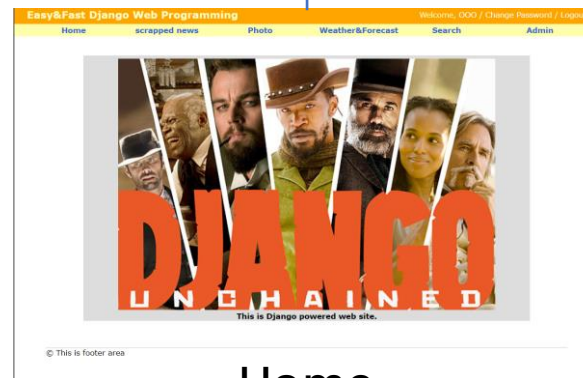 Easy&Fast Django Web Programming
Welcome, OOO / Change Password / Logout
Home scrapped news Photo Weather&Forecast Search Admin
DJANGO
UNCHAINED
This is Django powered web site.
© This is footer area
Home